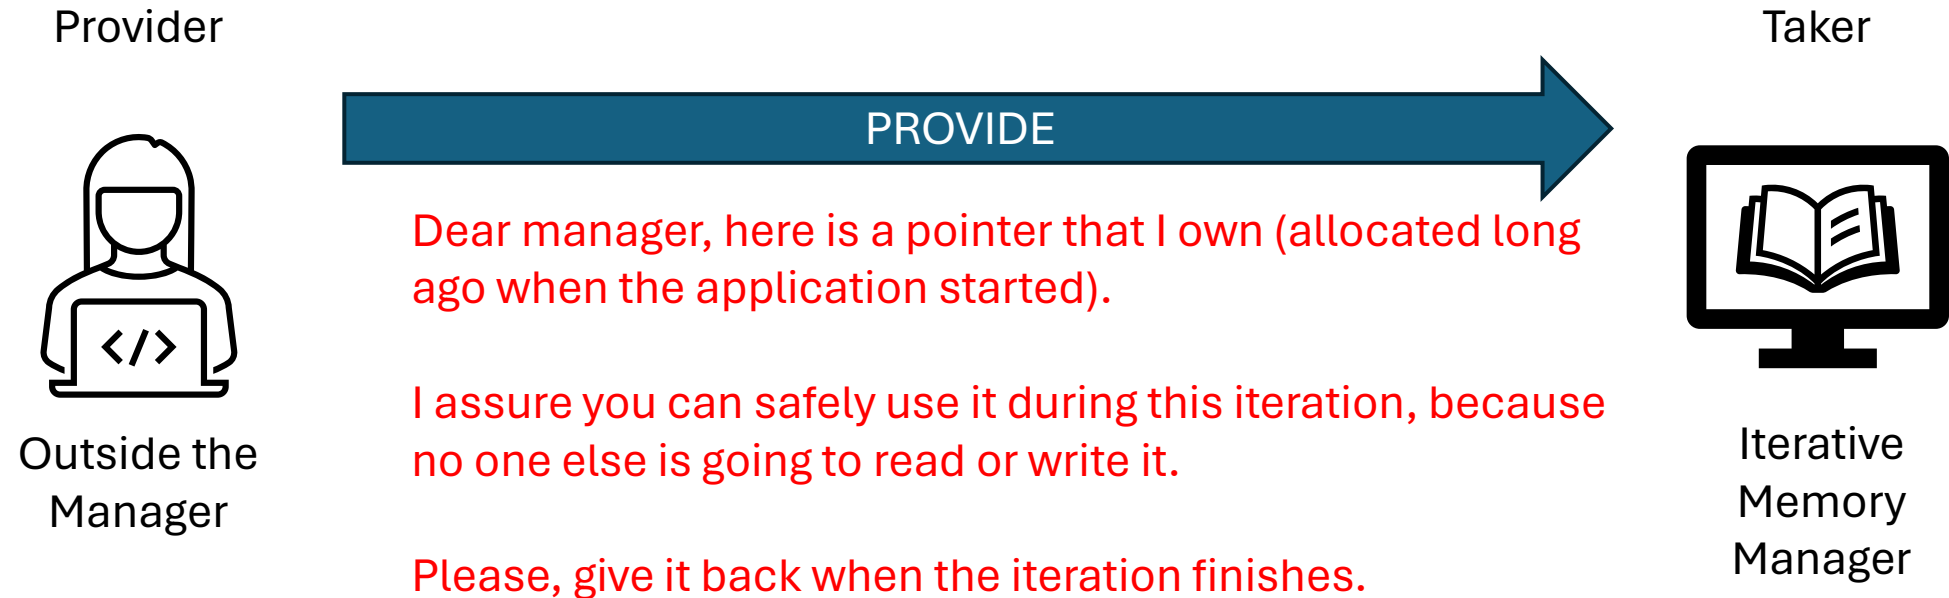 Provider
Taker
PROVIDE
Dear manager, here is a pointer that I own (allocated long
ago when the application started).
I assure you can safely use it during this iteration, because
no one else is going to read or write it.
Please, give it back when the iteration finishes.
</>
Outside the
Manager
Iterative
Memory
Manager